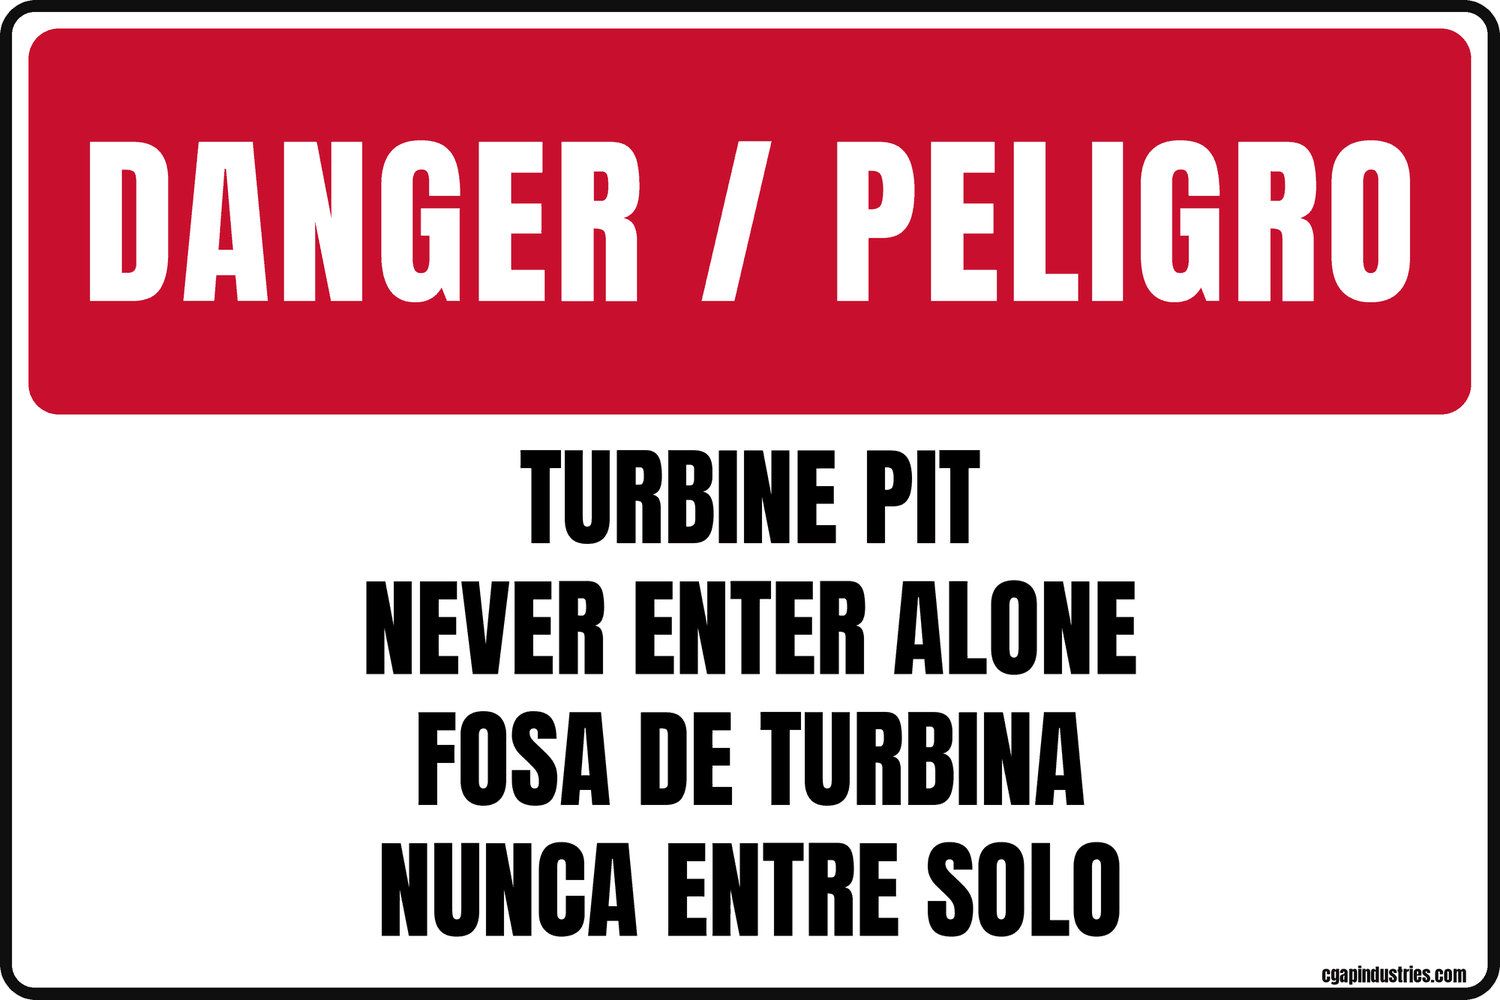 DANGER / PELIGRO
TURBINE PIT
NEVER ENTER ALONE
FOSA DE TURBINA
NUNCA ENTRE SOLO
cgapindustries.com